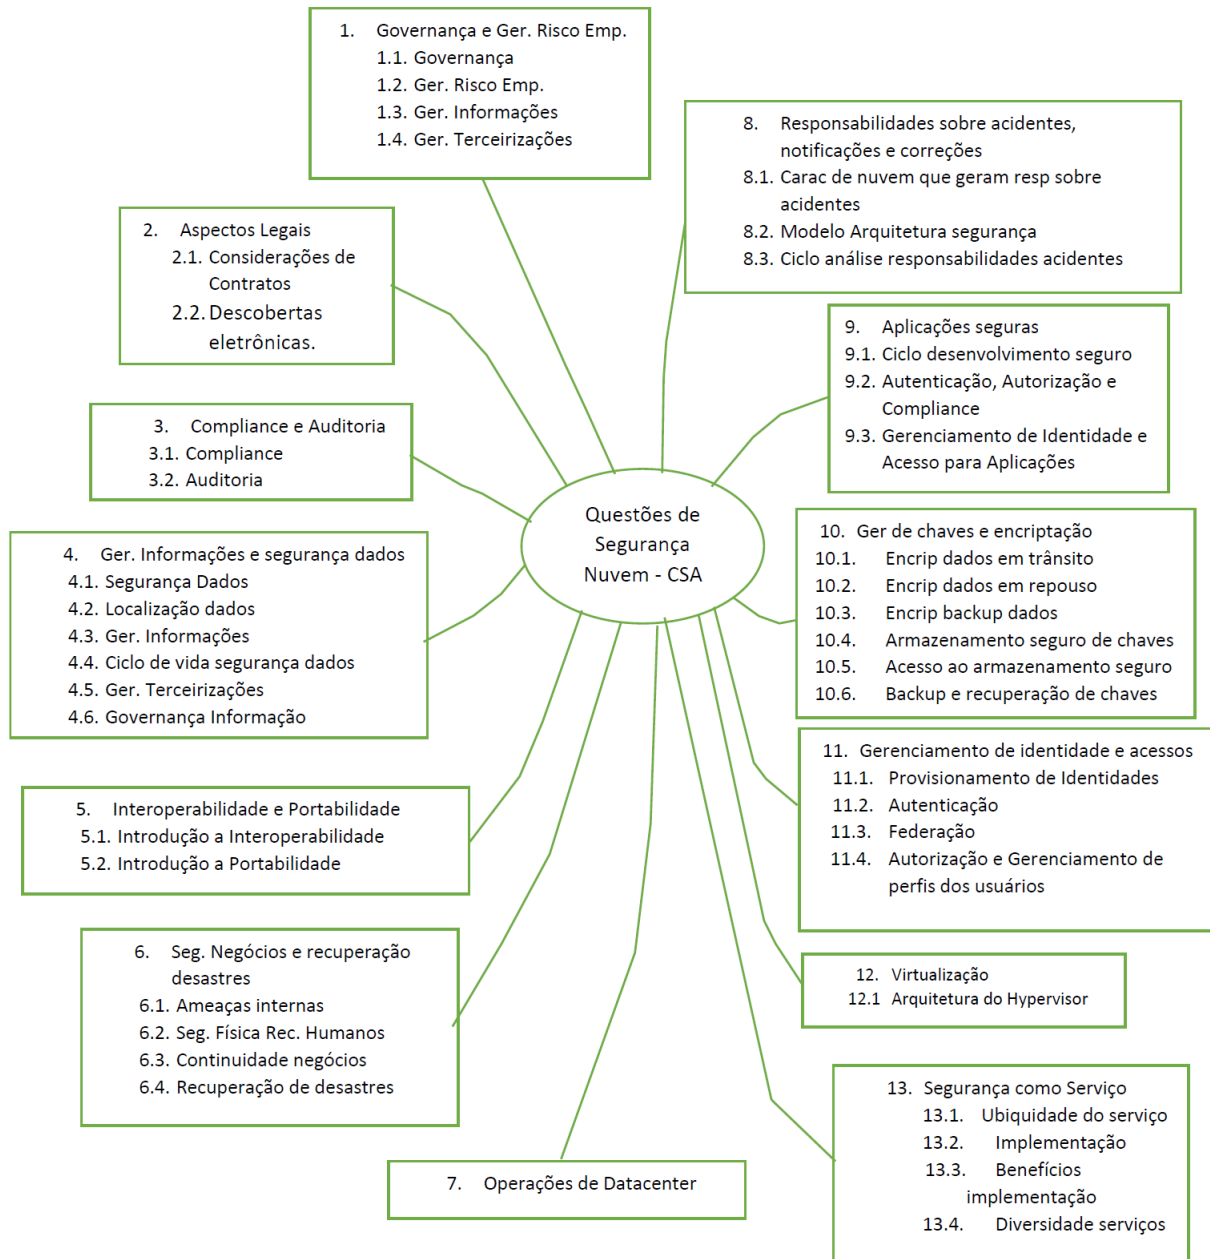 1. Governança e Ger. Risco Emp.
1.1. Governança
1.2. Ger. Risco Emp.
1.3. Ger. Informações
1.4. Ger. Terceirizações
2. Aspectos Legais
2.1. Considerações de
Contratos
2.2. Descobertas
eletrônicas.
3. Compliance e Auditoria
3.1. Compliance
3.2. Auditoria
4. Ger. Informações e segurança dados
4.1. Segurança Dados
4.2. Localização dados
4.3. Ger. Informações
4.4. Ciclo de vida segurança dados
4.5. Ger. Terceirizações
4.6. Governança Informação
5. Interoperabilidade e Portabilidade
5.1. Introdução a Interoperabilidade
5.2. Introdução a Portabilidade
6. Seg. Negócios e recuperação
desastres
6.1. Ameaças internas
6.2. Seg. Física Rec. Humanos
6.3. Continuidade negócios
6.4. Recuperação de desastres
7. Operações de Datacenter
Questões de
Segurança
Nuvem - CSA
8. Responsabilidades sobre acidentes,
notificações e correções
8.1. Carac de nuvem que geram resp sobre
acidentes
8.2. Modelo Arquitetura segurança
8.3. Ciclo análise responsabilidades acidentes
9. Aplicações seguras
9.1. Ciclo desenvolvimento seguro
9.2. Autenticação, Autorização e
Compliance
9.3. Gerenciamento de Identidade e
Acesso para Aplicações
10. Ger de chaves e encriptação
10.1. Encrip dados em trânsito
10.2. Encrip dados em repouso
10.3. Encrip backup dados
10.4. Armazenamento seguro de chaves
10.5. Acesso ao armazenamento seguro
10.6. Backup e recuperação de chaves
11. Gerenciamento de identidade e acessos
11.1. Provisionamento de Identidades
11.2. Autenticação
11.3. Federação
11.4. Autorização e Gerenciamento de
perfis dos usuários
12. Virtualização
12.1 Arquitetura do Hypervisor
13. Segurança como Serviço
13.1. Ubiquidade do serviço
13.2. Implementação
13.3. Benefícios
implementação
13.4. Diversidade serviços